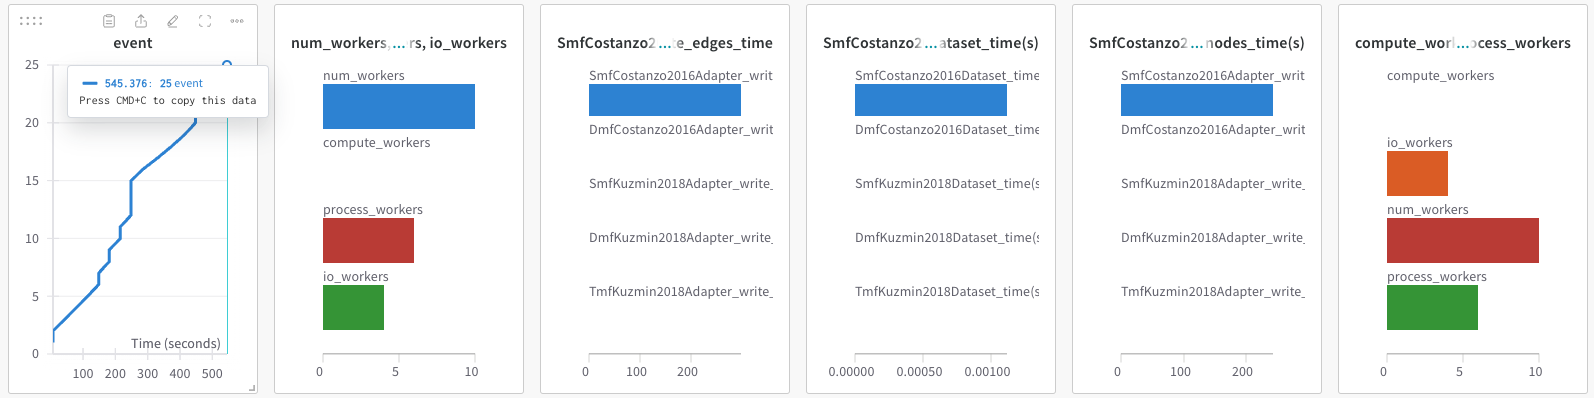 event
25
20
15
10
5
0
545.376: 25 event
Press CMD+C to copy this data
Time (seconds)
100 200 300 400 500
num_workers, ... rs, io_workers
num_workers
compute_workers
process_workers
io_workers
0 5 10
SmfCostanzo2 ... e_edges_time
SmfCostanzo2016Adapter_writ
DmfCostanzo2016Adapter_writ
SmfKuzmin2018Adapter_write_
DmfKuzmin2018Adapter_write_
TmfKuzmin2018Adapter_write_
0 100 200
SmfCostanzo2 ... ataset_time(s)
SmfCostanzo2016Dataset_time
DmfCostanzo2016Dataset_time
SmfKuzmin2018Dataset_time(s
DmfKuzmin2018Dataset_time(s
TmfKuzmin2018Dataset_time(s
0.00000 0.00050 0.00100
SmfCostanzo2 ... nodes_time(s)
SmfCostanzo2016Adapter_writ
DmfCostanzo2016Adapter_writ
SmfKuzmin2018Adapter_write_
DmfKuzmin2018Adapter_write_
TmfKuzmin2018Adapter_write_
0 100 200
compute_wor ... ocess_workers
compute_workers
io_workers
num_workers
process_workers
0 5 10